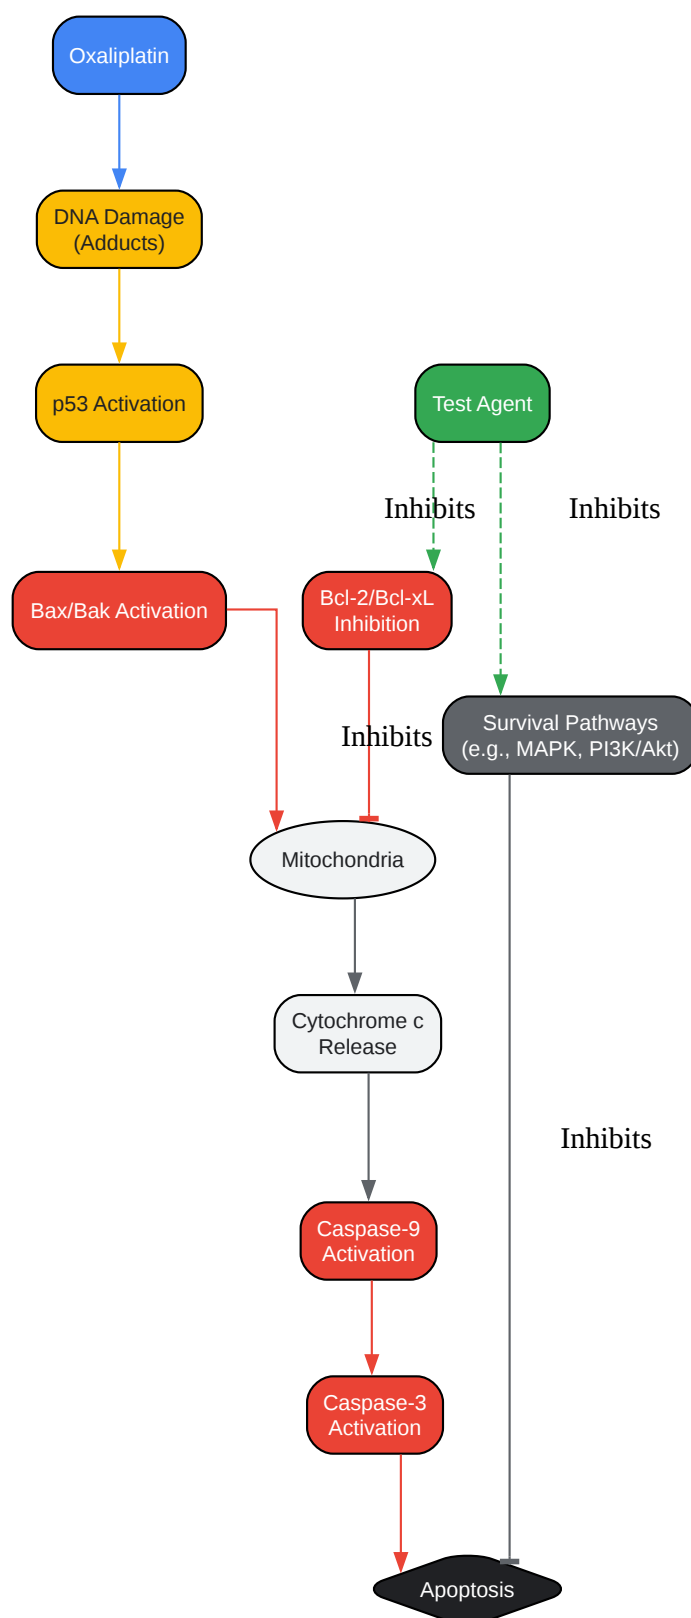 Oxaliplatin
DNA Damage
(Adducts)
p53 Activation
Test Agent
Inhibits
Inhibits
Bax/Bak Activation
Bcl-2/Bcl-xL
Inhibition
Survival Pathways
(e.g., MAPK, PI3K/Akt)
Inhibits
Mitochondria
Cytochrome c
Release
Inhibits
Caspase-9
Activation
Caspase-3
Activation
Apoptosis